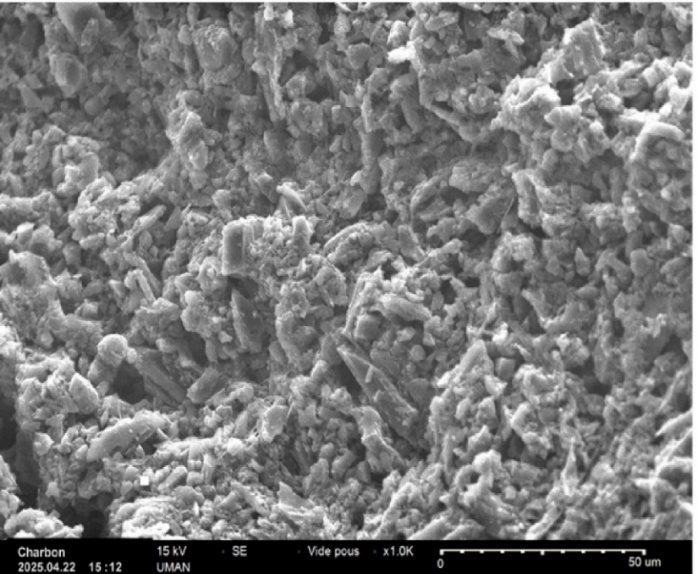 Charbon 15 kV · SE · Vide pous · x1.0K
2025.04.22 15:12 UMAN 0 50 um